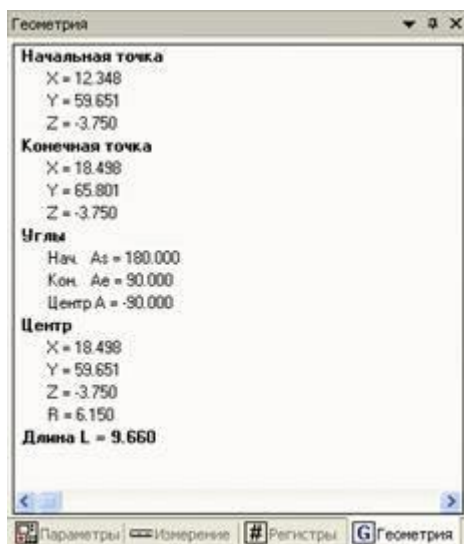 Геометрия
Начальная точка
X = 12.348
Y = 59.651
Z = -3.750
Конечная точка
X = 18.498
Y = 65.801
Z = -3.750
Углы
Нач. As = 180.000
Кон. Ae = 90.000
Центр A = -90.000
Центр
X = 18.498
Y = 59.651
Z = -3.750
R = 6.150
Длина L = 9.660
Параметры Измерение # Регистры G Геометрия